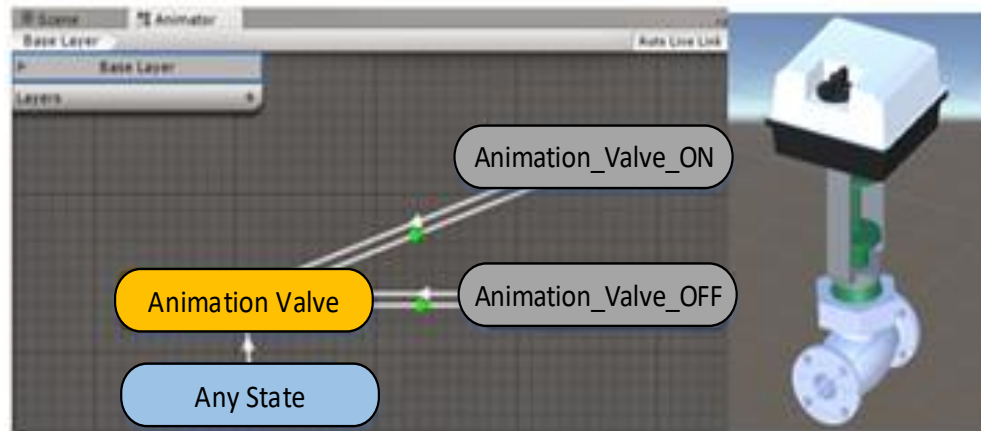 Scene
Animator
Base Layer
Auto Live Link
Base Layer
Layers
Animation_Valve_ON
Animation Valve
Animation_Valve_OFF
Any State